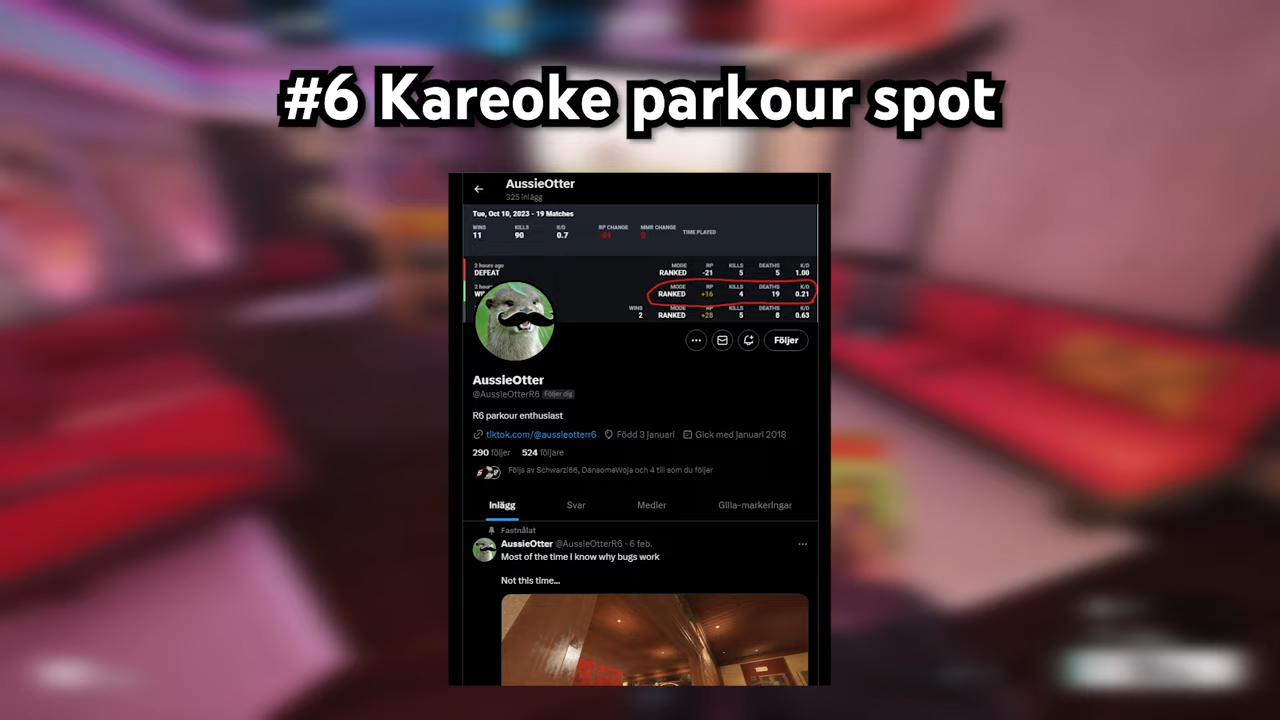 #6 Kareoke parkour spot
AussieOtter
325 inlägg
Tue, Oct 10, 2023 - 19 Matches
WINS KILLS K/D RP CHANGE MMR CHANGE TIME PLAYED
11 90 0.7
2 hours ago MODE RP KILLS DEATHS K/D
DEFEAT RANKED -21 5 5 1.00
MODE RP KILLS DEATHS K/D
RANKED +16 4 19 0.21
WINS MODE RP KILLS DEATHS K/D
2 RANKED +28 5 8 0.63
Följer
AussieOtter
@AussieOtterR6 Följer dig
R6 parkour enthusiast
tiktok.com/@aussieotterr6 Född 3 januari Gick med januari 2018
290 följer 524 följare
Följs av Schwarzi66, DansomeWoja och 4 till som du följer
Inlägg Svar Medier Gilla-markeringar
Fastnålat
AussieOtter @AussieOtterR6 · 6 feb.
Most of the time I know why bugs work
Not this time...